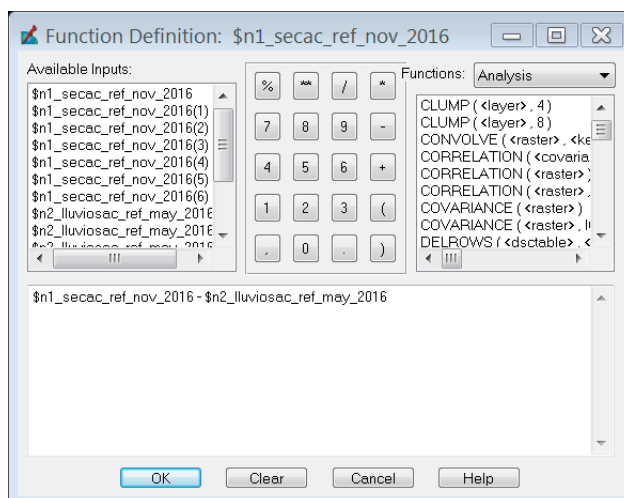 Function Definition: $n1_secac_ref_nov_2016
Available Inputs:
$n1_secac_ref_nov_2016
$n1_secac_ref_nov_2016(1)
$n1_secac_ref_nov_2016(2)
$n1_secac_ref_nov_2016(3)
$n1_secac_ref_nov_2016(4)
$n1_secac_ref_nov_2016(5)
$n1_secac_ref_nov_2016(6)
$n2_lluviosac_ref_may_2016
$n2_lluviosac_ref_may_2016
$n2_lluviosac_ref_may_2016
% ** / *
7 8 9 -
4 5 6 +
1 2 3 (
, 0 . )
Functions: Analysis
CLUMP ( <layer> , 4 )
CLUMP ( <layer> , 8 )
CONVOLVE ( <raster> , <ke
CORRELATION ( <covaria
CORRELATION ( <raster> ,
CORRELATION ( <raster> ,
COVARIANCE ( <raster> )
COVARIANCE ( <raster> , I
DELROWS ( <dsctable> , <
$n1_secac_ref_nov_2016 - $n2_lluviosac_ref_may_2016
OK Clear Cancel Help